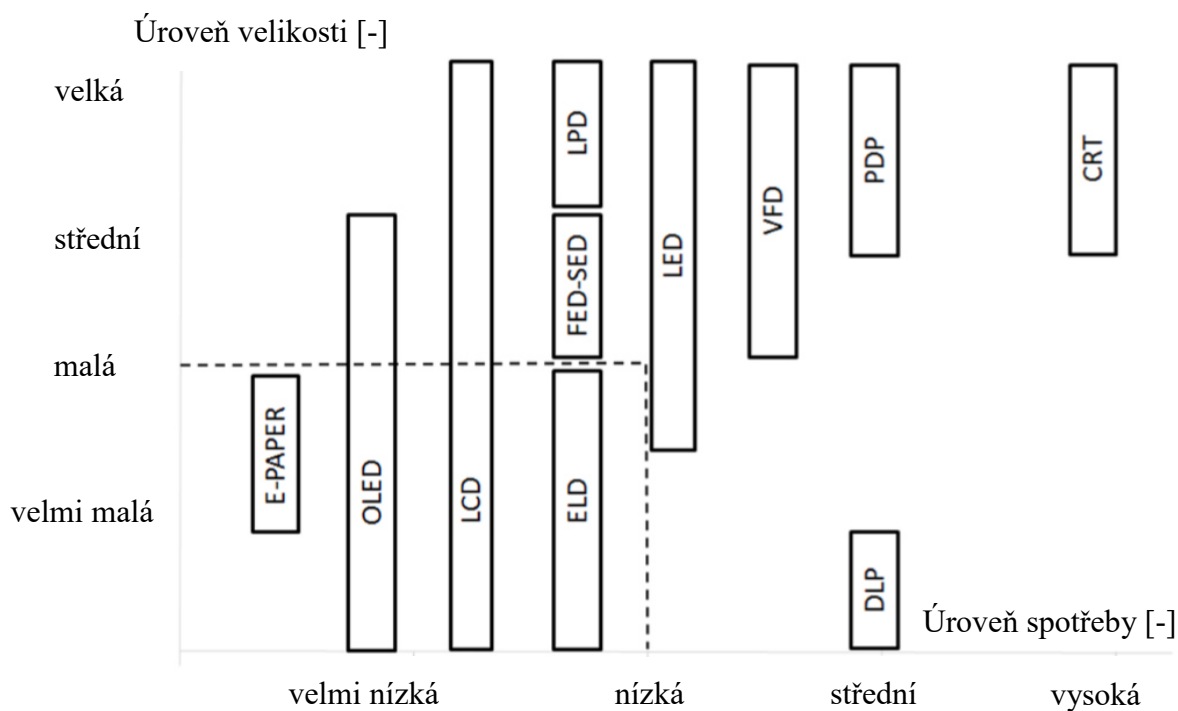 Úroveň velikosti [-]
velká
střední
malá
velmi malá
E-PAPER
OLED
LCD
LPD
FED-SED
ELD
LED
VFD
PDP
DLP
CRT
Úroveň spotřeby [-]
velmi nízká
nízká
střední
vysoká